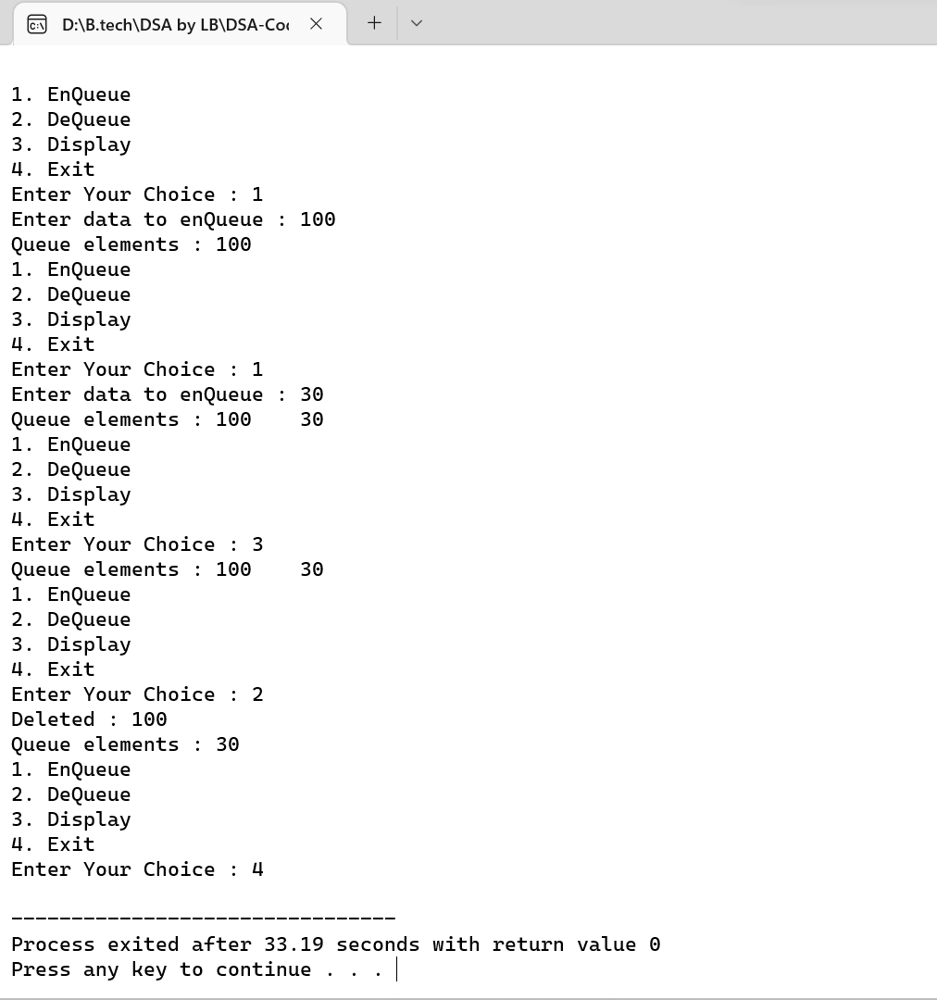 D:\B.tech\DSA by LB\DSA-Co
1. EnQueue
2. DeQueue
3. Display
4. Exit
Enter Your Choice : 1
Enter data to enQueue : 100
Queue elements : 100
1. EnQueue
2. DeQueue
3. Display
4. Exit
Enter Your Choice : 1
Enter data to enQueue : 30
Queue elements : 100    30
1. EnQueue
2. DeQueue
3. Display
4. Exit
Enter Your Choice : 3
Queue elements : 100    30
1. EnQueue
2. DeQueue
3. Display
4. Exit
Enter Your Choice : 2
Deleted : 100
Queue elements : 30
1. EnQueue
2. DeQueue
3. Display
4. Exit
Enter Your Choice : 4
--------------------------------
Process exited after 33.19 seconds with return value 0
Press any key to continue . . .